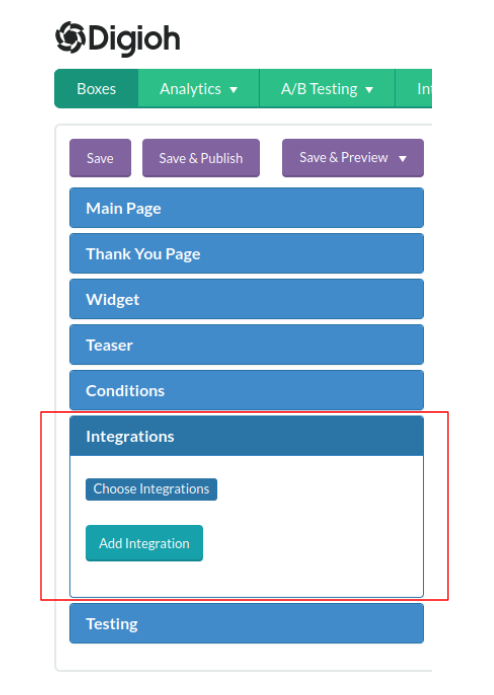 Digioh
Boxes Analytics A/B Testing
Save Save & Publish Save & Preview
Main Page
Thank You Page
Widget
Teaser
Conditions
Integrations
Choose Integrations
Add Integration
Testing